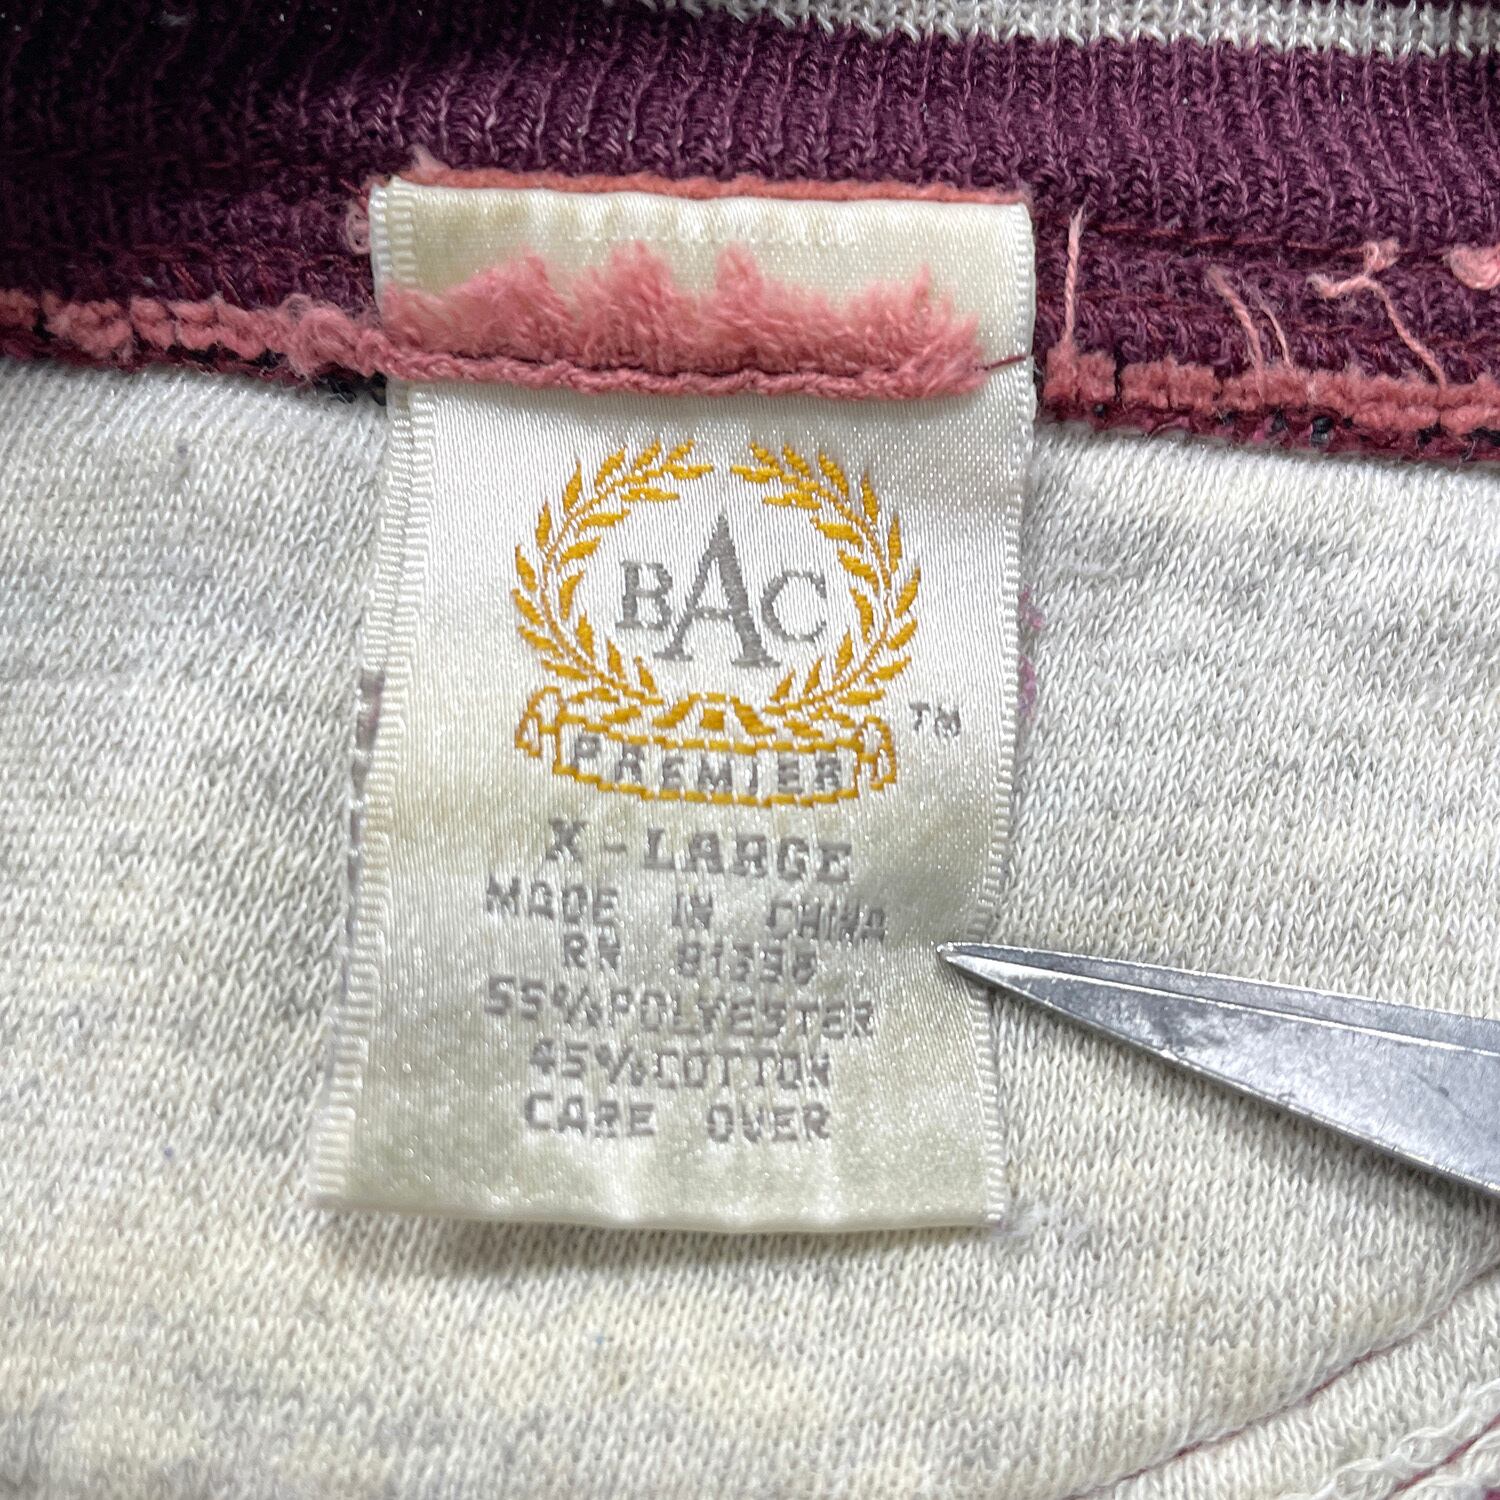 BAC
TM
PREMIER
X-LARGE
MADE IN CHINA
RN 81336
55%POLYESTER
45%COTTON
CARE OVER